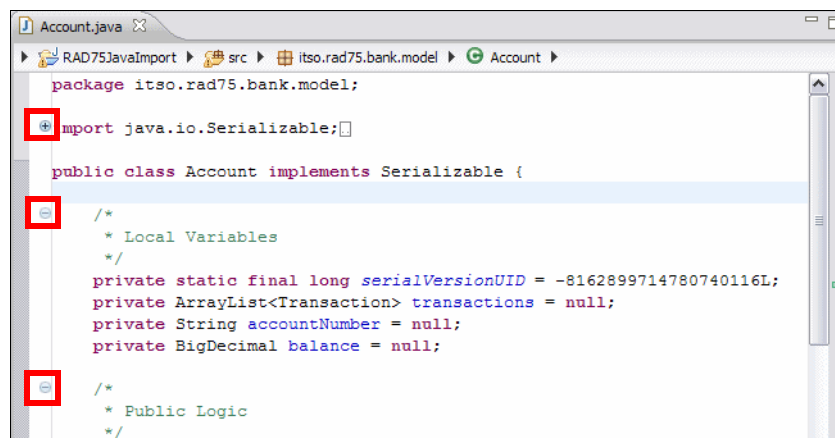 Account.java
RAD75JavaImport src itso.rad75.bank.model Account
package itso.rad75.bank.model;
mport java.io.Serializable;
public class Account implements Serializable {
/*
* Local Variables
*/
private static final long serialVersionUID = -8162899714780740116L;
private ArrayList<Transaction> transactions = null;
private String accountNumber = null;
private BigDecimal balance = null;
/*
* Public Logic
*/